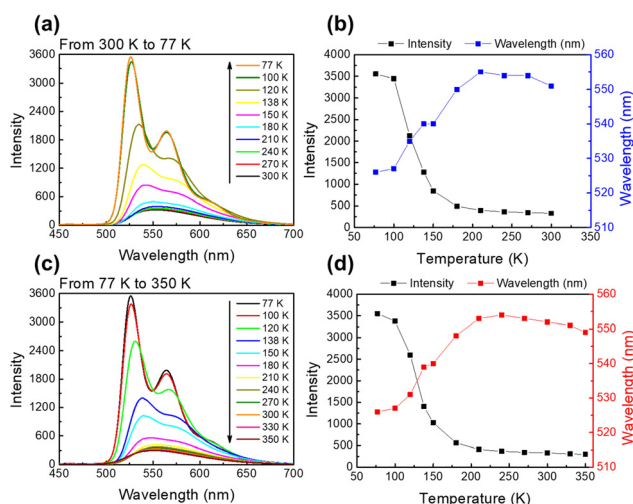 (a)
From 300 K to 77 K
3600
3000
2400
1800
1200
600
0
Intensity
450 500 550 600 650 700
Wavelength (nm)
77 K
100 K
120 K
138 K
150 K
180 K
210 K
240 K
270 K
300 K
(b)
Intensity Wavelength (nm)
4000
3500
3000
2500
2000
1500
1000
500
0
Intensity
50 100 150 200 250 300 350
Temperature (K)
560
550
540
530
520
510
Wavelength (nm)
(c)
From 77 K to 350 K
3600
3000
2400
1800
1200
600
0
Intensity
450 500 550 600 650 700
Wavelength (nm)
77 K
100 K
120 K
138 K
150 K
180 K
210 K
240 K
270 K
300 K
330 K
350 K
(d)
Intensity Wavelength (nm)
4000
3500
3000
2500
2000
1500
1000
500
0
Intensity
50 100 150 200 250 300 350
Temperature (K)
560
550
540
530
520
510
Wavelength (nm)